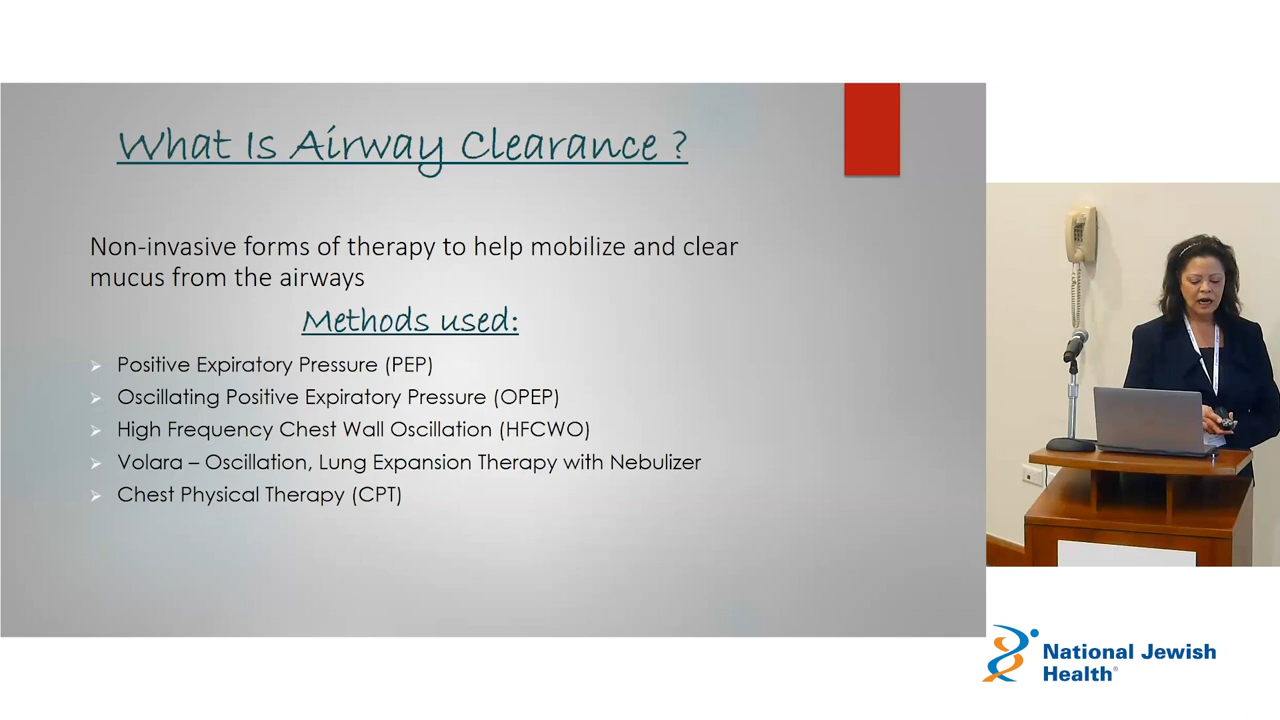 What Is Airway Clearance ?
Non-invasive forms of therapy to help mobilize and clear
mucus from the airways
Methods used:
Positive Expiratory Pressure (PEP)
Oscillating Positive Expiratory Pressure (OPEP)
High Frequency Chest Wall Oscillation (HFCWO)
Volara – Oscillation, Lung Expansion Therapy with Nebulizer
Chest Physical Therapy (CPT)
National Jewish
Health®